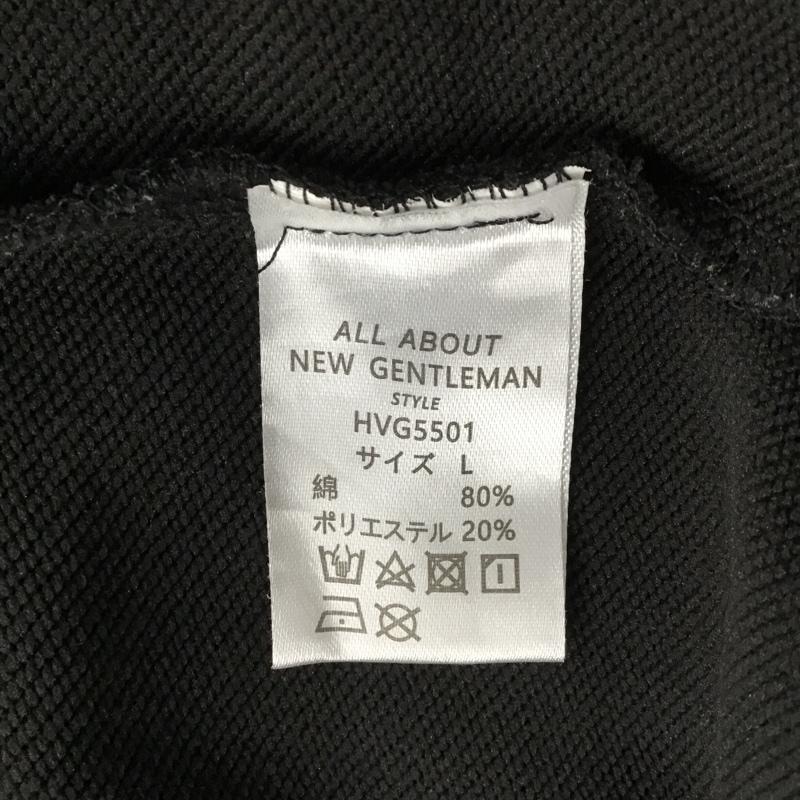 ALL ABOUT
NEW GENTLEMAN
STYLE
HVG5501
サイズ L
綿 80%
ポリエステル 20%